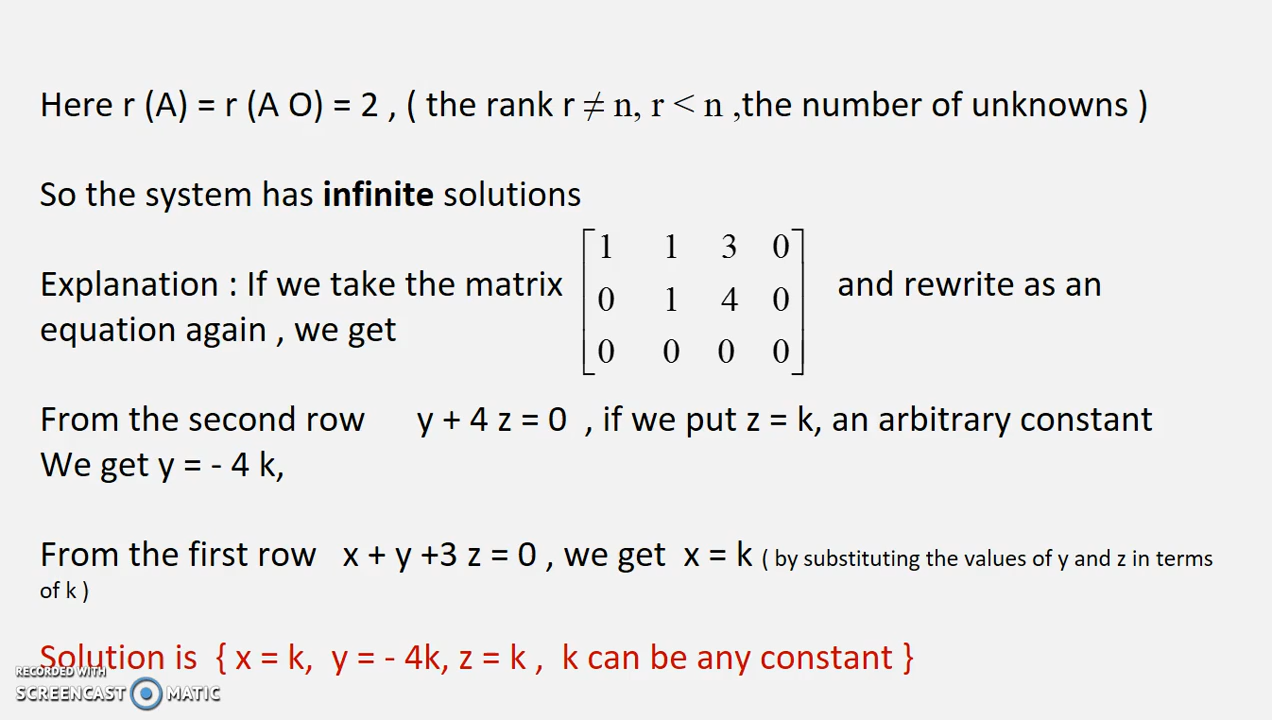 Here r (A) = r (A O) = 2 , ( the rank r ≠ n, r < n ,the number of unknowns )
So the system has infinite solutions
1 1 3 0
Explanation : If we take the matrix 0 1 4 0 and rewrite as an
equation again , we get
0 0 0 0
From the second row y + 4 z = 0 , if we put z = k, an arbitrary constant
We get y = - 4 k,
From the first row x + y +3 z = 0 , we get x = k ( by substituting the values of y and z in terms
of k )
Solution is { x = k, y = - 4k, z = k , k can be any constant }
RECORDED WITH
SCREENCAST MATIC